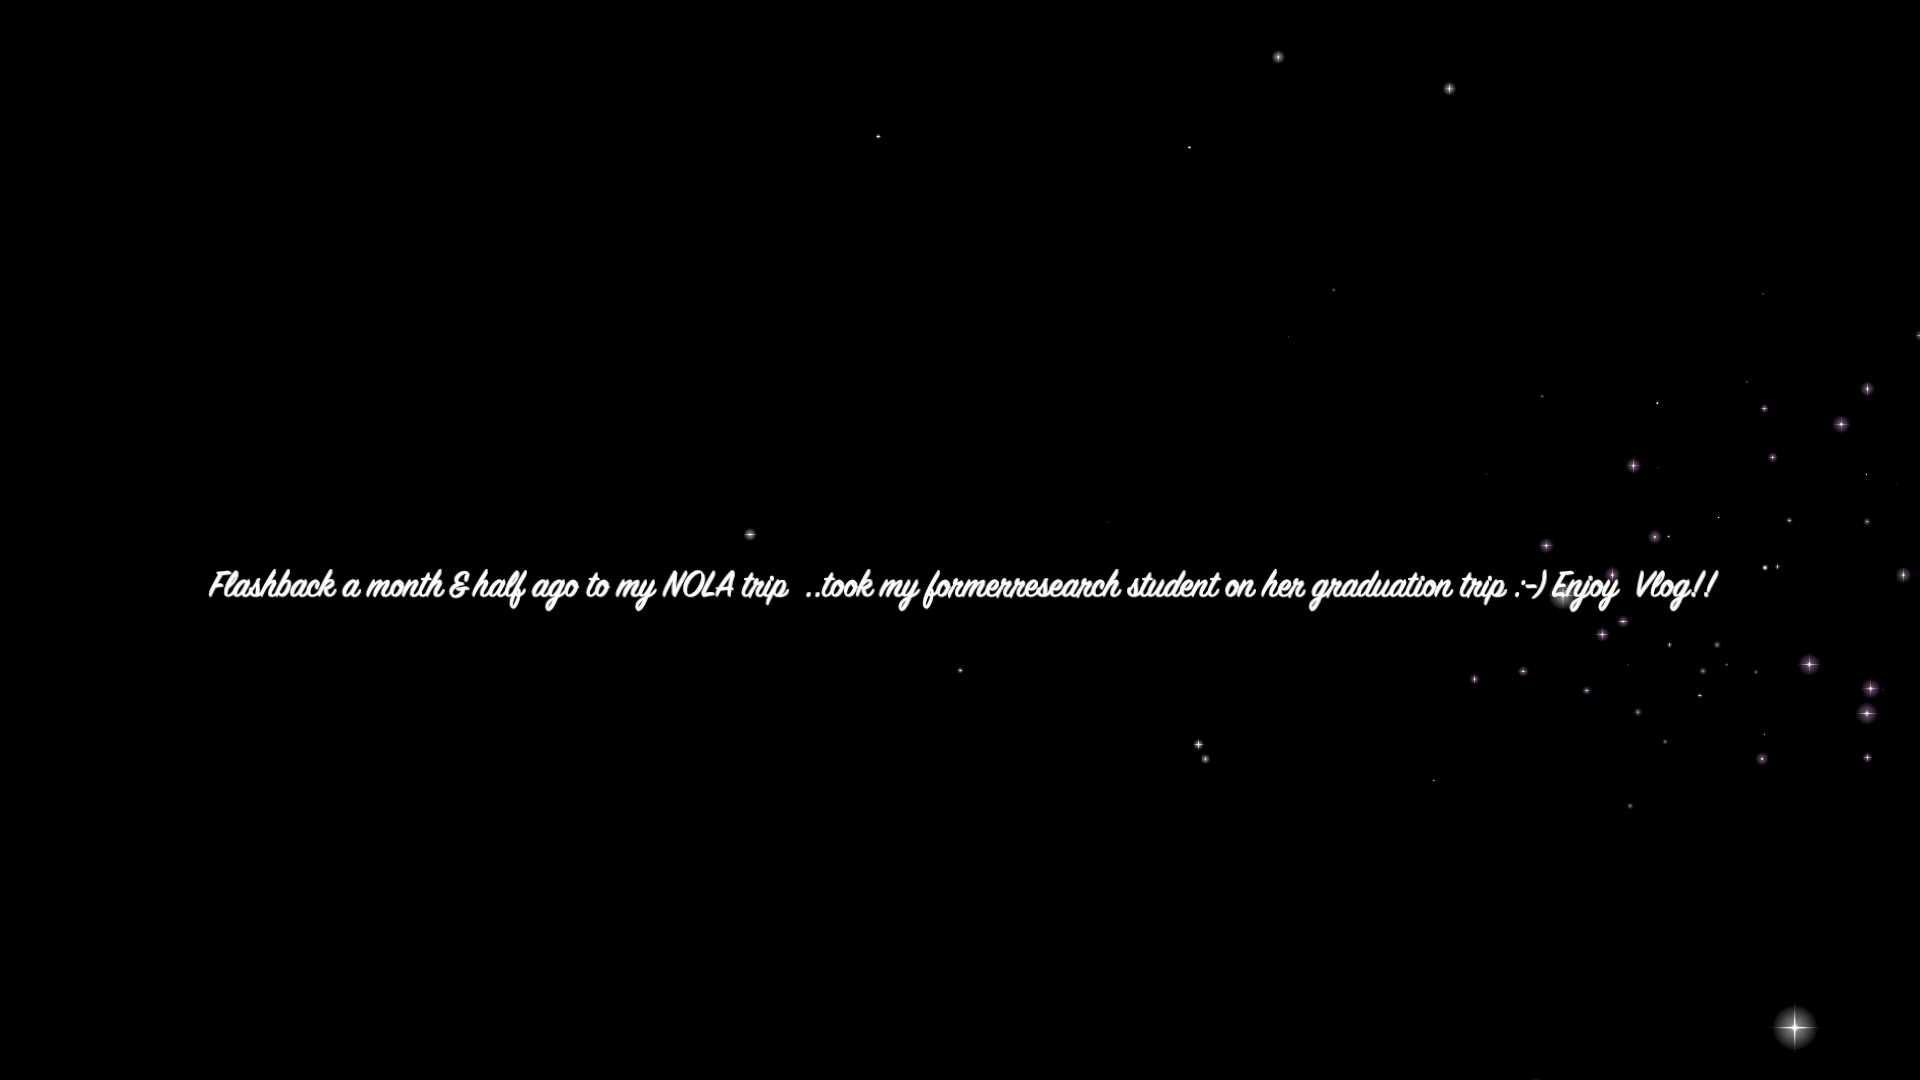 Flashback a month & half ago to my NOLA trip ..took my formerresearch student on her graduation trip :-) Enjoy Vlog!!